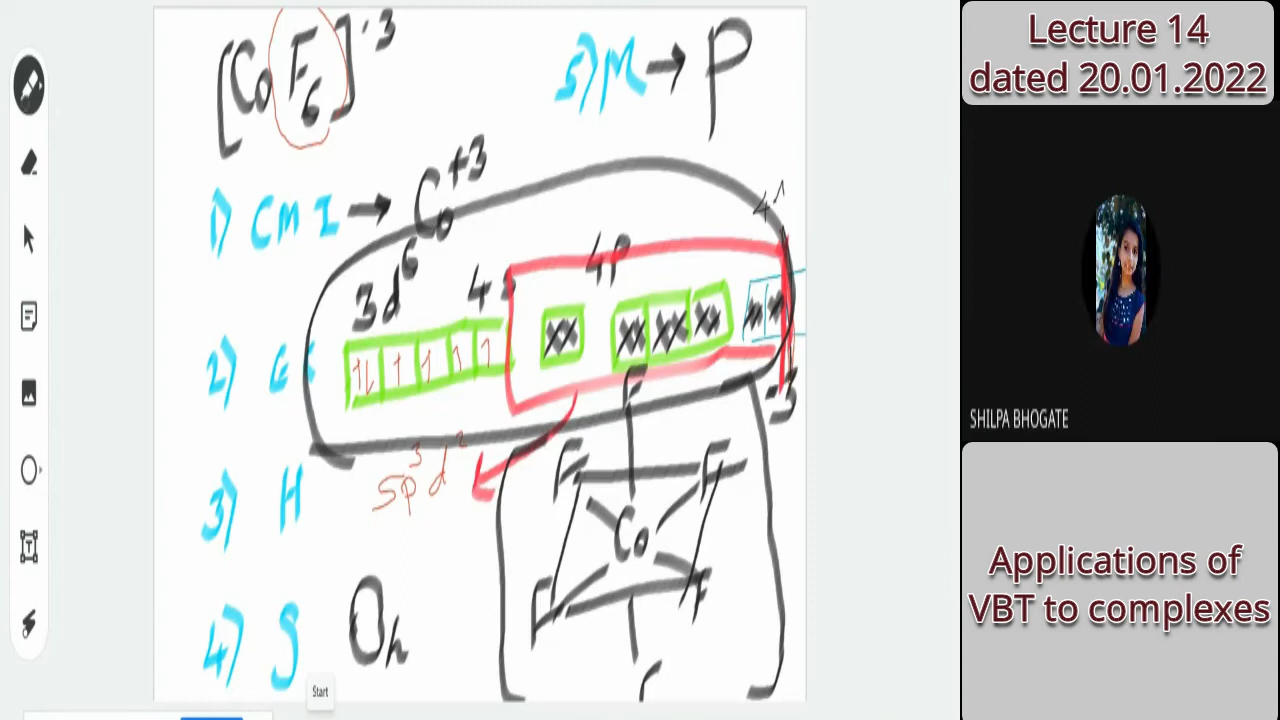 [CoF6]-3
5) M → P
1) CMI → Co+3
3d6 4s 4p 4d
2) E
3) H sp3d2
4) S Oh
-3
F
F F
Co
F F
Start
Lecture 14
dated 20.01.2022
SHILPA BHOGATE
Applications of
VBT to complexes